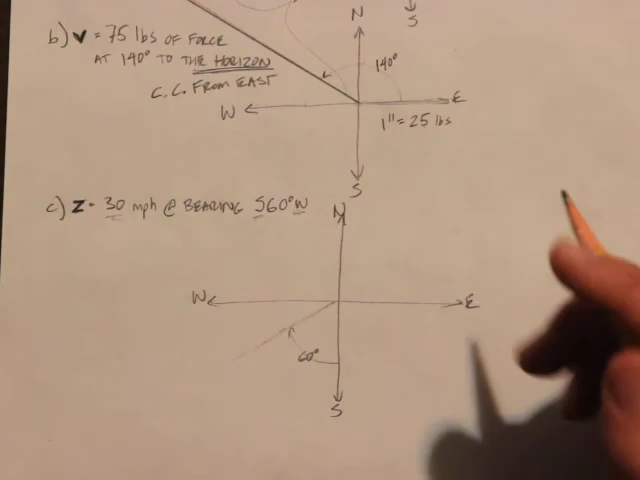 N
S
b) v = 75 lbs OF FORCE
AT 140° TO THE HORIZON
C.C. FROM EAST
140°
W
E
1" = 25 lbs
S
c) Z = 30 mph @ BEARING S60°W
N
W
E
60°
S